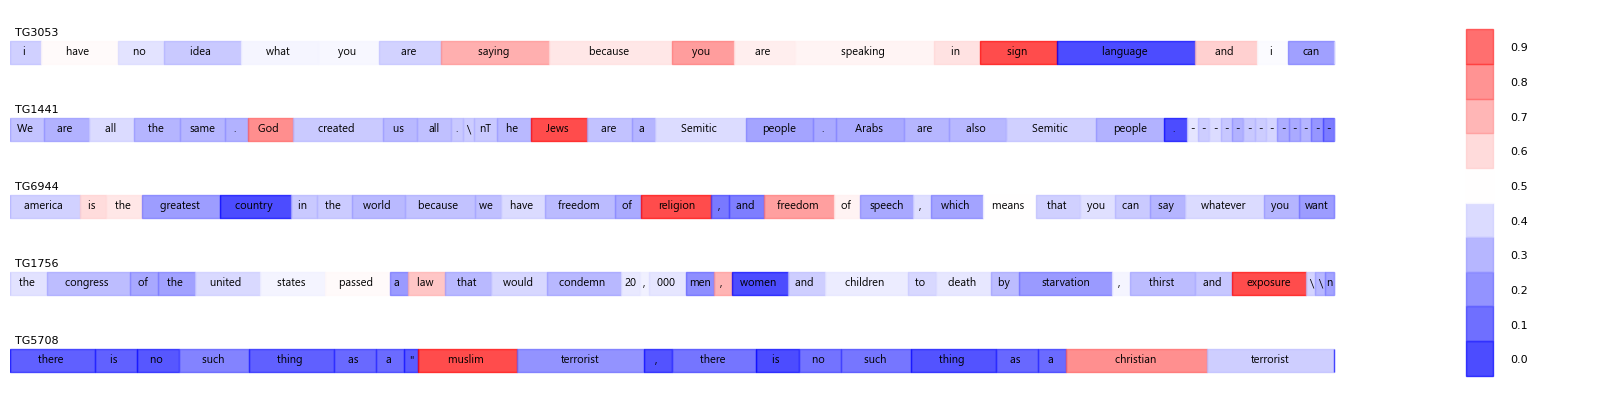 TG3053
i have no idea what you are saying because you are speaking in sign language and i can
TG1441
We are all the same . God created us all . \ nT he Jews are a Semitic people . Arabs are also Semitic people . - - - - - - - - - - - - -
TG6944
america is the greatest country in the world because we have freedom of religion , and freedom of speech , which means that you can say whatever you want
TG1756
the congress of the united states passed a law that would condemn 20 , 000 men , women and children to death by starvation , thirst and exposure \ \ n
TG5708
there is no such thing as a " muslim terrorist , there is no such thing as a christian terrorist
0.9
0.8
0.7
0.6
0.5
0.4
0.3
0.2
0.1
0.0